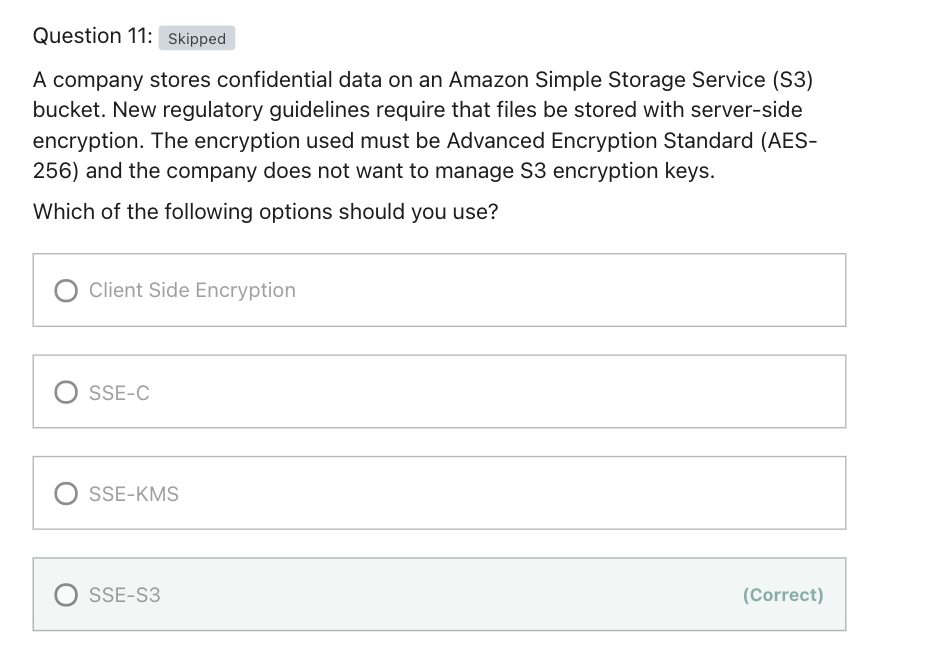 Question 11: Skipped
A company stores confidential data on an Amazon Simple Storage Service (S3)
bucket. New regulatory guidelines require that files be stored with server-side
encryption. The encryption used must be Advanced Encryption Standard (AES-
256) and the company does not want to manage S3 encryption keys.
Which of the following options should you use?
Client Side Encryption
SSE-C
SSE-KMS
SSE-S3 (Correct)